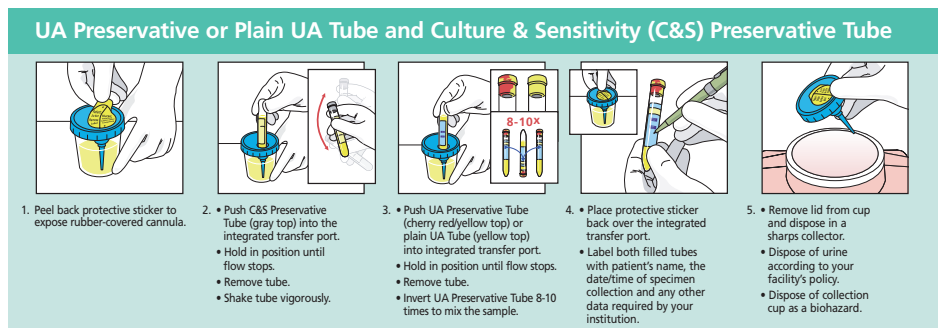 UA Preservative or Plain UA Tube and Culture & Sensitivity (C&S) Preservative Tube
8-10x
1. Peel back protective sticker to
expose rubber-covered cannula.
2. • Push C&S Preservative
Tube (gray top) into the
integrated transfer port.
• Hold in position until
flow stops.
• Remove tube.
• Shake tube vigorously.
3. • Push UA Preservative Tube
(cherry red/yellow top) or
plain UA Tube (yellow top)
into integrated transfer port.
• Hold in position until flow stops.
• Remove tube.
• Invert UA Preservative Tube 8-10
times to mix the sample.
4. • Place protective sticker
back over the integrated
transfer port.
• Label both filled tubes
with patient's name, the
date/time of specimen
collection and any other
data required by your
institution.
5. • Remove lid from cup
and dispose in a
sharps collector.
• Dispose of urine
according to your
facility's policy.
• Dispose of collection
cup as a biohazard.